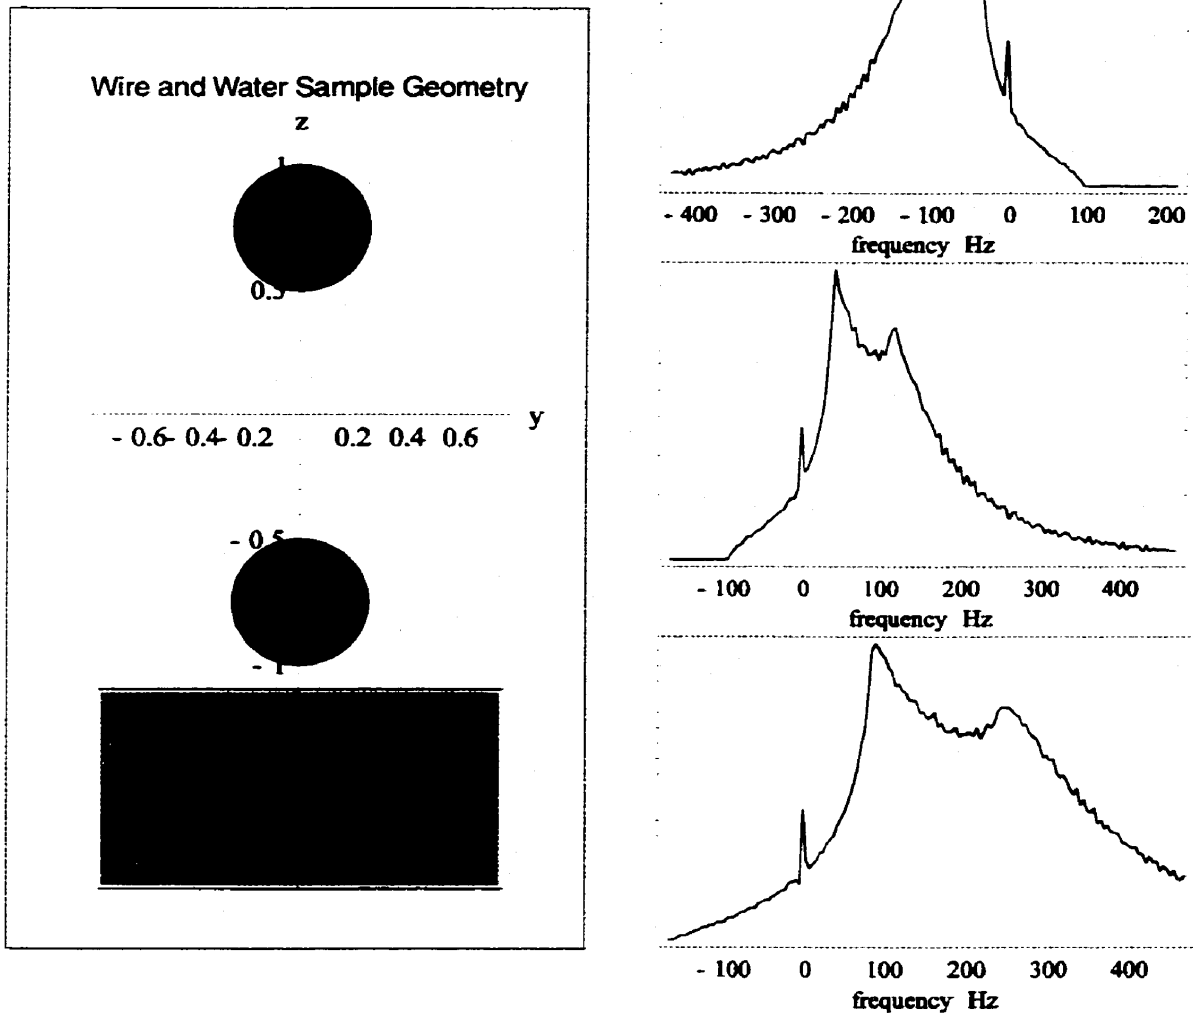 Wire and Water Sample Geometry
z
1
0.5
y
- 0.6- 0.4- 0.2 0.2 0.4 0.6
- 0.5
- 1
- 400 - 300 - 200 - 100 0 100 200
frequency Hz
- 100 0 100 200 300 400
frequency Hz
- 100 0 100 200 300 400
frequency Hz